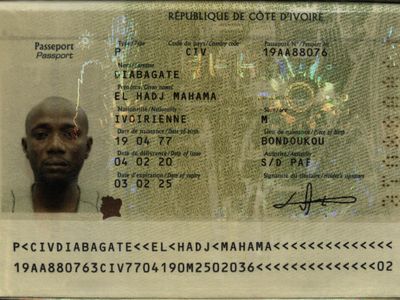 RÉPUBLIQUE DE CÔTE D'IVOIRE
Passeport
Passport
Type/Type
Code du pays/Country code
Passeport N°/Passport No
P
CIV
19AA88076
Nom/Surname
DIABAGATE
Prénoms/Given names
EL HADJ MAHAMA
Nationalité/Nationality
Sexe/Sex
IVOIRIENNE
M
Date de naissance/Date of birth
Lieu de naissance/Place of Birth
19 04 77
BONDOUKOU
Date de délivrance/Date of issue
Autorité/Authority
04 02 20
S/D PAF
Date d'expiration/Date of expiry
Signature du titulaire/Holder's signature
03 02 25
P<CIVDIABAGATE<<EL<HADJ<MAHAMA<<<<<<<<<<<<<<
19AA880763CIV7704190M2502036<<<<<<<<<<<<<<02